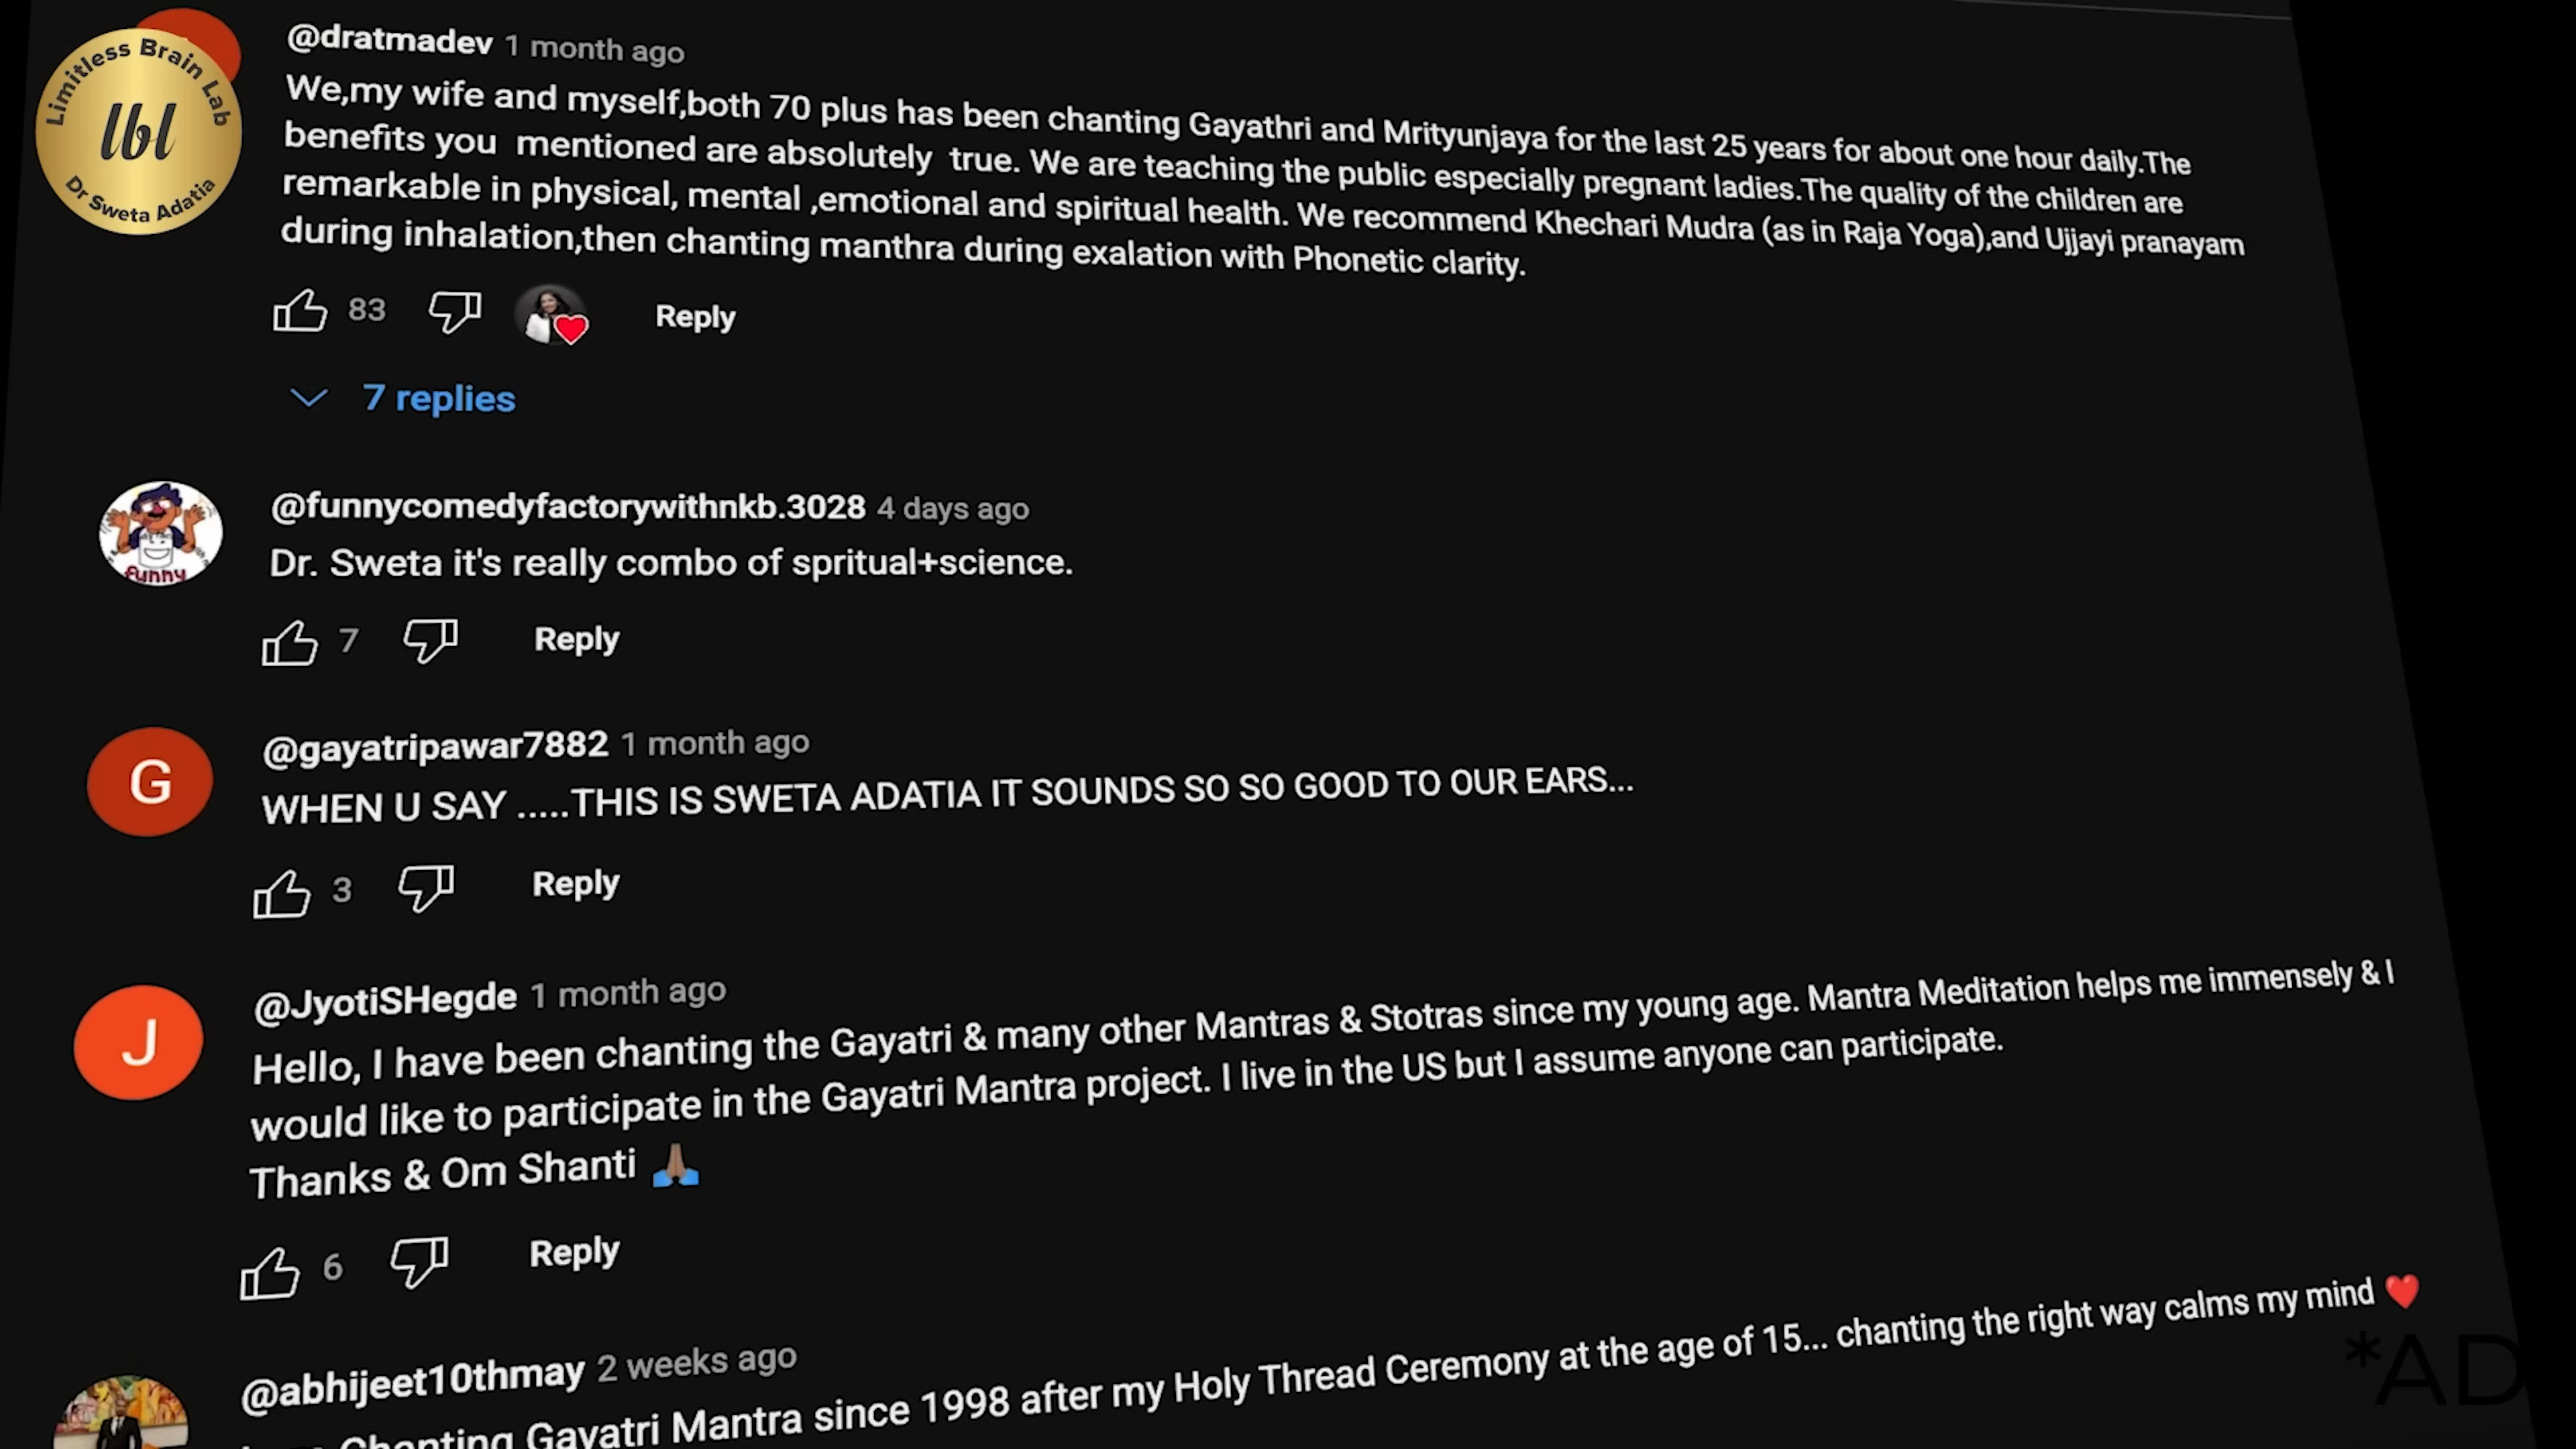 Limitless Brain Lab
lbl
Dr Sweta Adatia
@dratmadev 1 month ago
We,my wife and myself,both 70 plus has been chanting Gayathri and Mrityunjaya for the last 25 years for about one hour daily.The
benefits you mentioned are absolutely true. We are teaching the public especially pregnant ladies.The quality of the children are
remarkable in physical, mental ,emotional and spiritual health. We recommend Khechari Mudra (as in Raja Yoga),and Ujjayi pranayam
during inhalation,then chanting manthra during exalation with Phonetic clarity.
83 Reply
7 replies
funny
@funnycomedyfactorywithnkb.3028 4 days ago
Dr. Sweta it's really combo of spritual+science.
7 Reply
G
@gayatripawar7882 1 month ago
WHEN U SAY .....THIS IS SWETA ADATIA IT SOUNDS SO SO GOOD TO OUR EARS...
3 Reply
J
@JyotiSHegde 1 month ago
Hello, I have been chanting the Gayatri & many other Mantras & Stotras since my young age. Mantra Meditation helps me immensely & I
would like to participate in the Gayatri Mantra project. I live in the US but I assume anyone can participate.
Thanks & Om Shanti 🙏🏽
6 Reply
@abhijeet10thmay 2 weeks ago
Chanting Gayatri Mantra since 1998 after my Holy Thread Ceremony at the age of 15... chanting the right way calms my mind ❤️
*AD